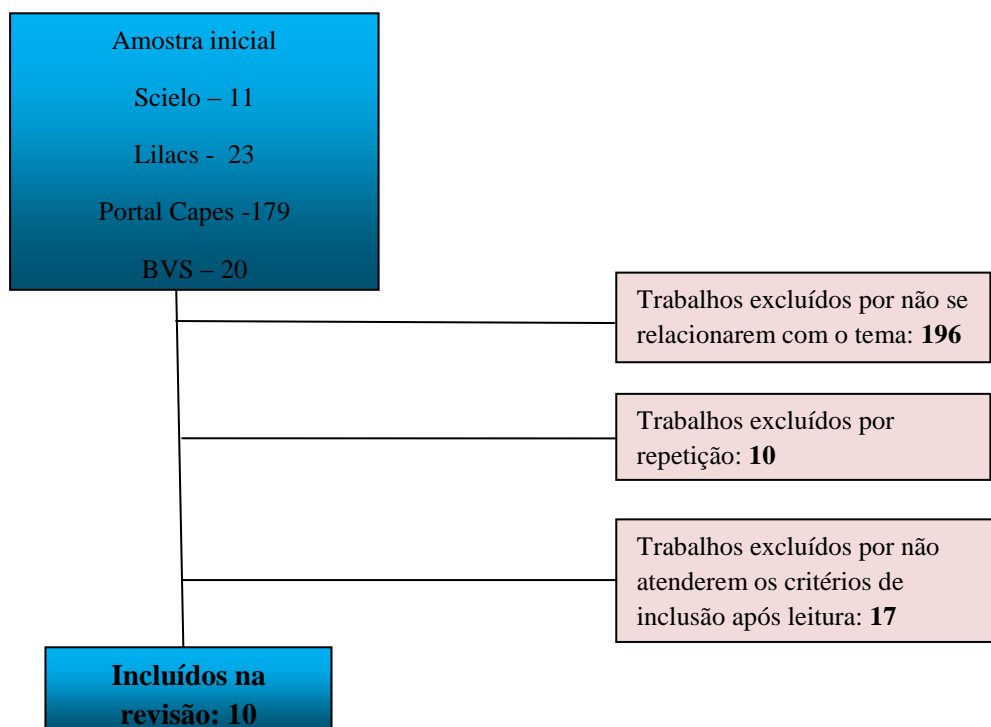 Amostra inicial
Scielo – 11
Lilacs - 23
Portal Capes -179
BVS – 20
Trabalhos excluídos por não se
relacionarem com o tema: 196
Trabalhos excluídos por
repetição: 10
Trabalhos excluídos por não
atenderem os critérios de
inclusão após leitura: 17
Incluídos na
revisão: 10